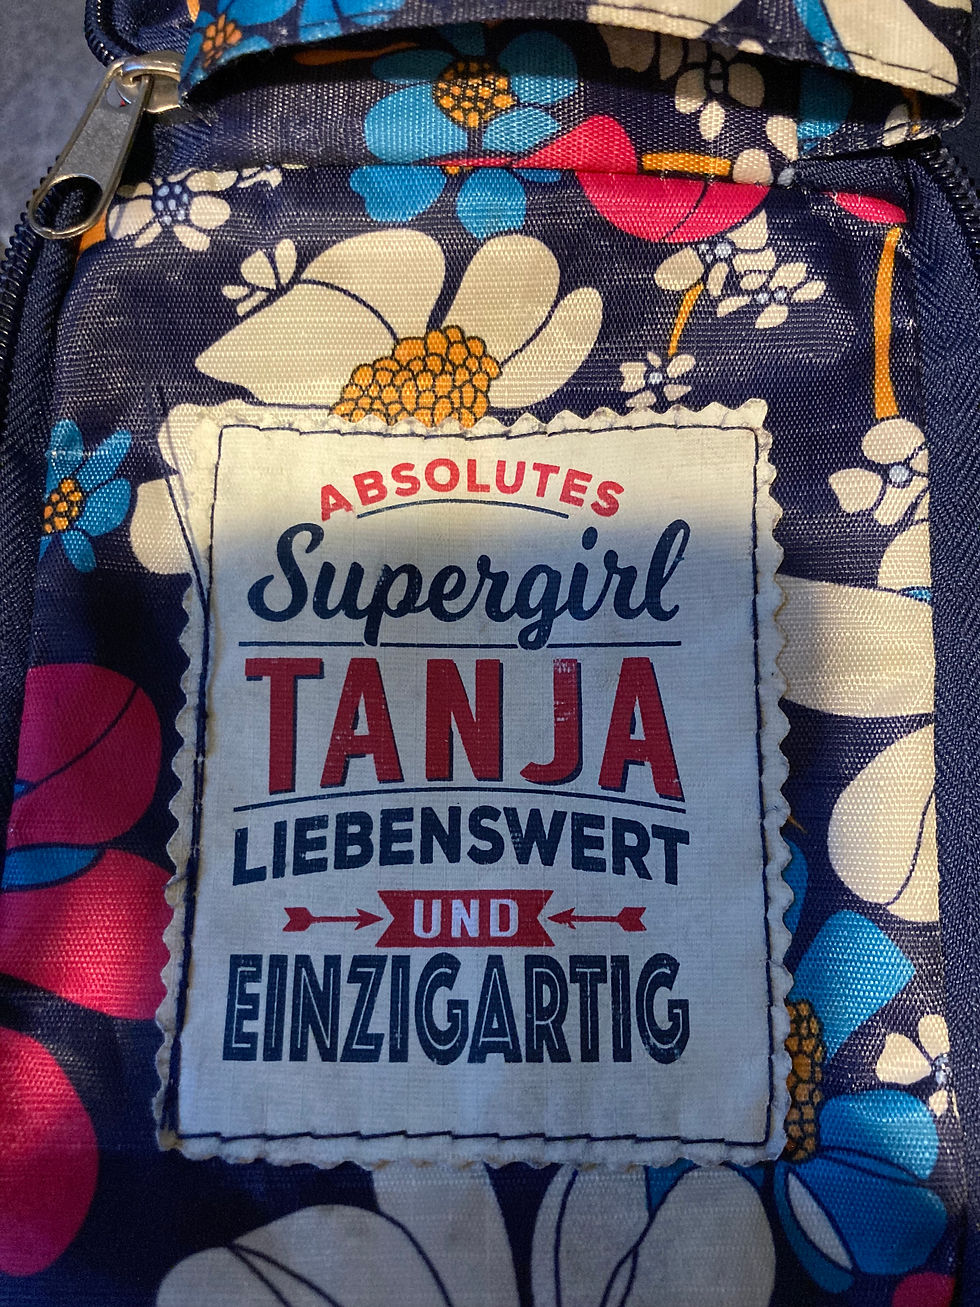 ABSOLUTES
Supergirl
TANJA
LIEBENSWERT
UND
EINZIGARTIG